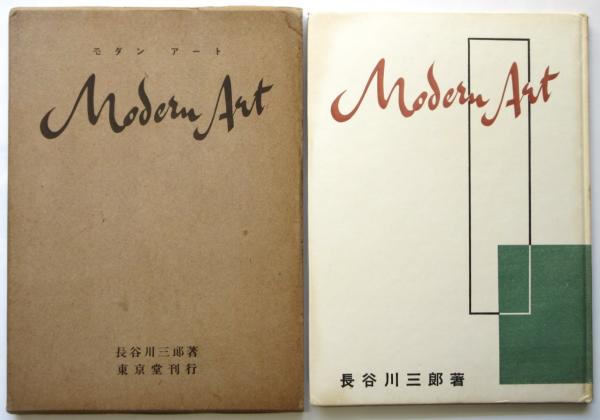 モダン アート
Modern Art
長谷川三郎著
東京堂刊行
Modern Art
長谷川三郎著